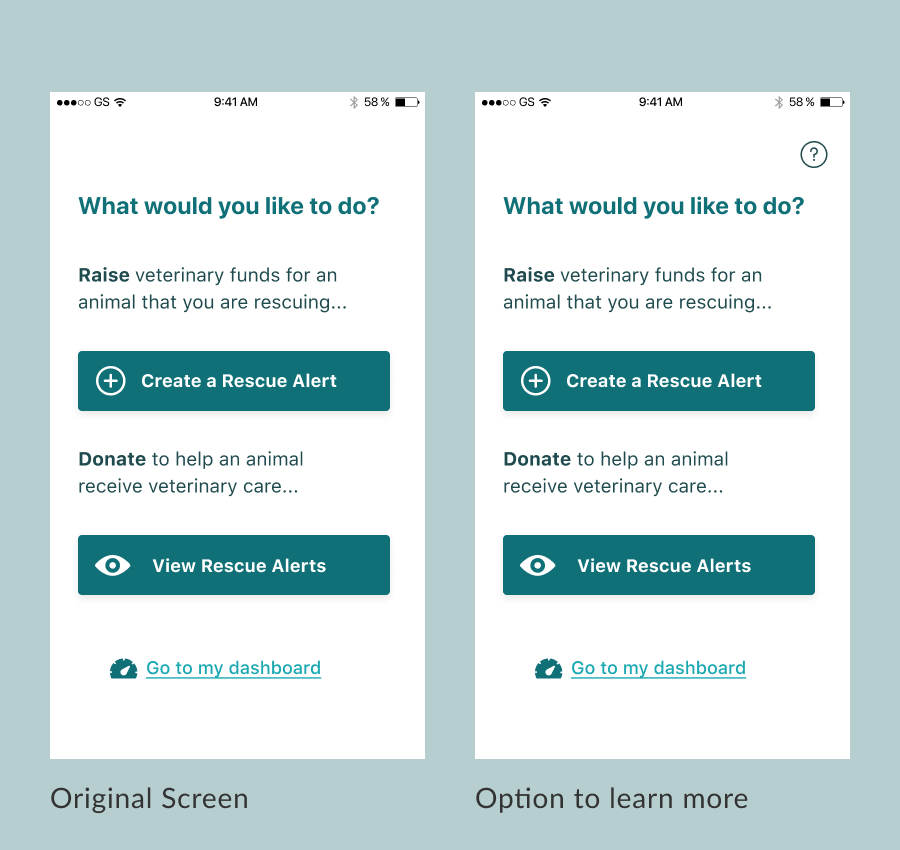 GS 9:41 AM 58 %
What would you like to do?
Raise veterinary funds for an
animal that you are rescuing...
Create a Rescue Alert
Donate to help an animal
receive veterinary care...
View Rescue Alerts
Go to my dashboard
Original Screen
GS 9:41 AM 58 %
?
What would you like to do?
Raise veterinary funds for an
animal that you are rescuing...
Create a Rescue Alert
Donate to help an animal
receive veterinary care...
View Rescue Alerts
Go to my dashboard
Option to learn more